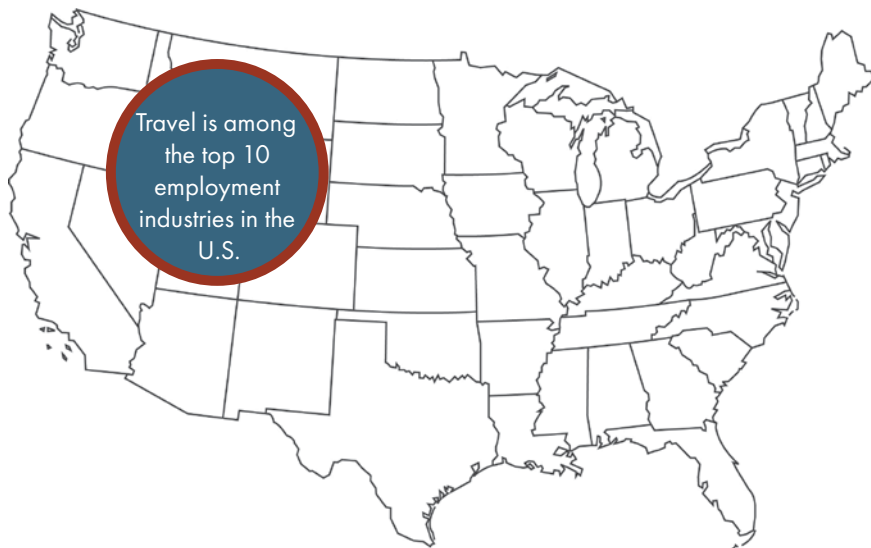 Travel is among
the top 10
employment
industries in the
U.S.